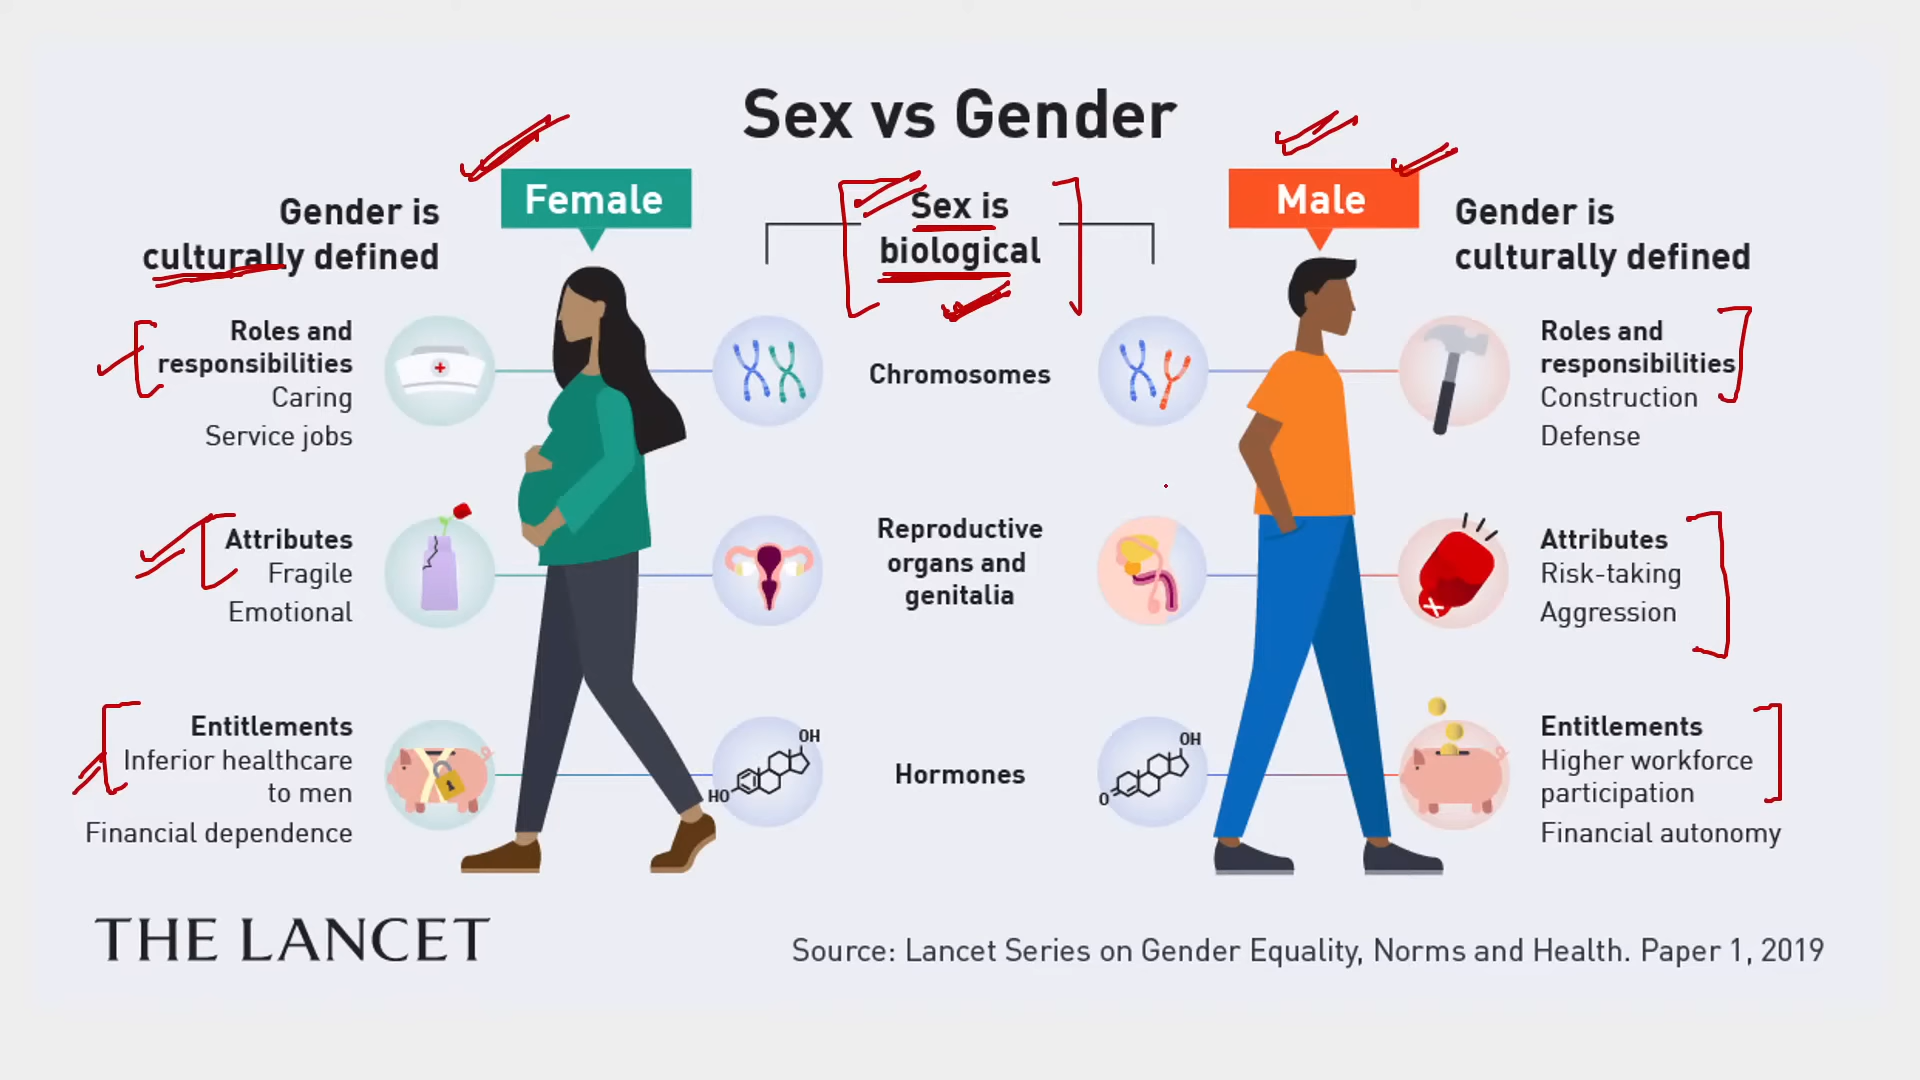 Sex vs Gender
Female
Gender is
culturally defined
Roles and
responsibilities
Caring
Service jobs
Attributes
Fragile
Emotional
Entitlements
Inferior healthcare
to men
Financial dependence
Sex is
biological
Chromosomes
Reproductive
organs and
genitalia
Hormones
OH
HO
OH
O
Male
Gender is
culturally defined
Roles and
responsibilities
Construction
Defense
Attributes
Risk-taking
Aggression
Entitlements
Higher workforce
participation
Financial autonomy
THE LANCET
Source: Lancet Series on Gender Equality, Norms and Health. Paper 1, 2019